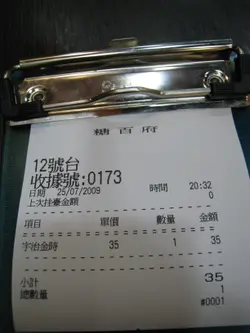 糖百府
12號台
收據號:0173
日期 25/07/2009 時間 20:32
上次挂臺金額 0
項目 單價 數量 金額
宇治金時 35 1 35
小計 35
總數量 1
#0001